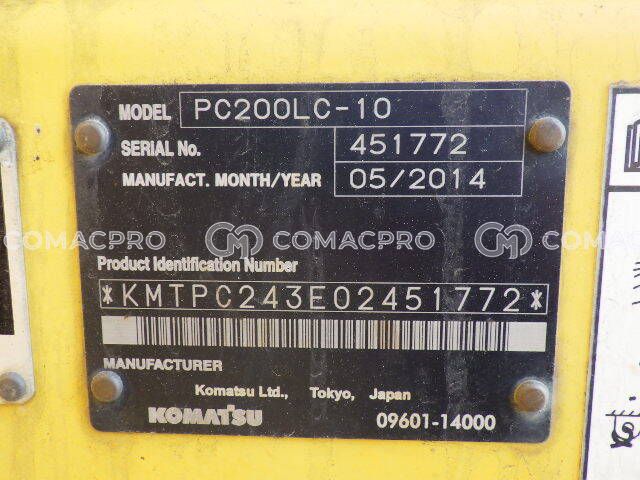 MODEL PC200LC-10
SERIAL No. 451772
MANUFACT. MONTH/YEAR 05/2014
COMACPRO COMACPRO COMACPRO
Product Identification Number
*KMTPC243E02451772*
MANUFACTURER
Komatsu Ltd., Tokyo, Japan
KOMATSU 09601-14000